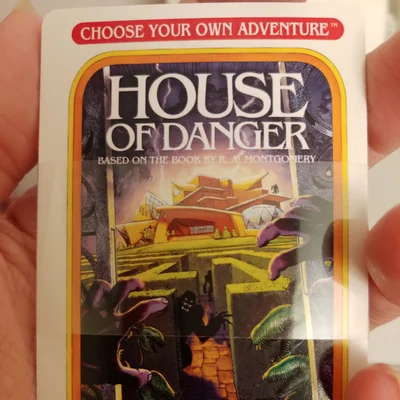 CHOOSE YOUR OWN ADVENTURE™
HOUSE
OF DANGER
BASED ON THE BOOK BY R. A. MONTGOMERY